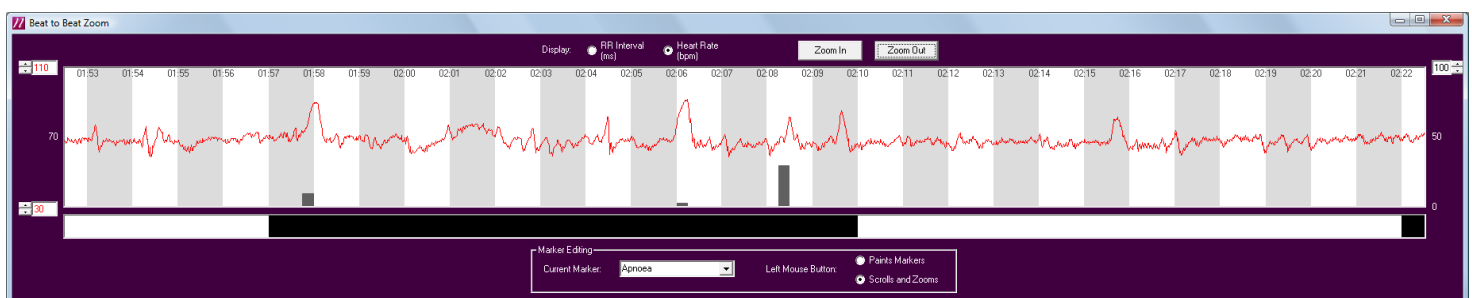 Beat to Beat Zoom
Display: RR Interval (ms) Heart Rate (bpm) Zoom In Zoom Out
110 01:53 01:54 01:55 01:56 01:57 01:58 01:59 02:00 02:01 02:02 02:03 02:04 02:05 02:06 02:07 02:08 02:09 02:10 02:11 02:12 02:13 02:14 02:15 02:16 02:17 02:18 02:19 02:20 02:21 02:22 100
70 50
30 0
Marker Editing
Current Marker: Apnoea Left Mouse Button: Paints Markers
Scrolls and Zooms